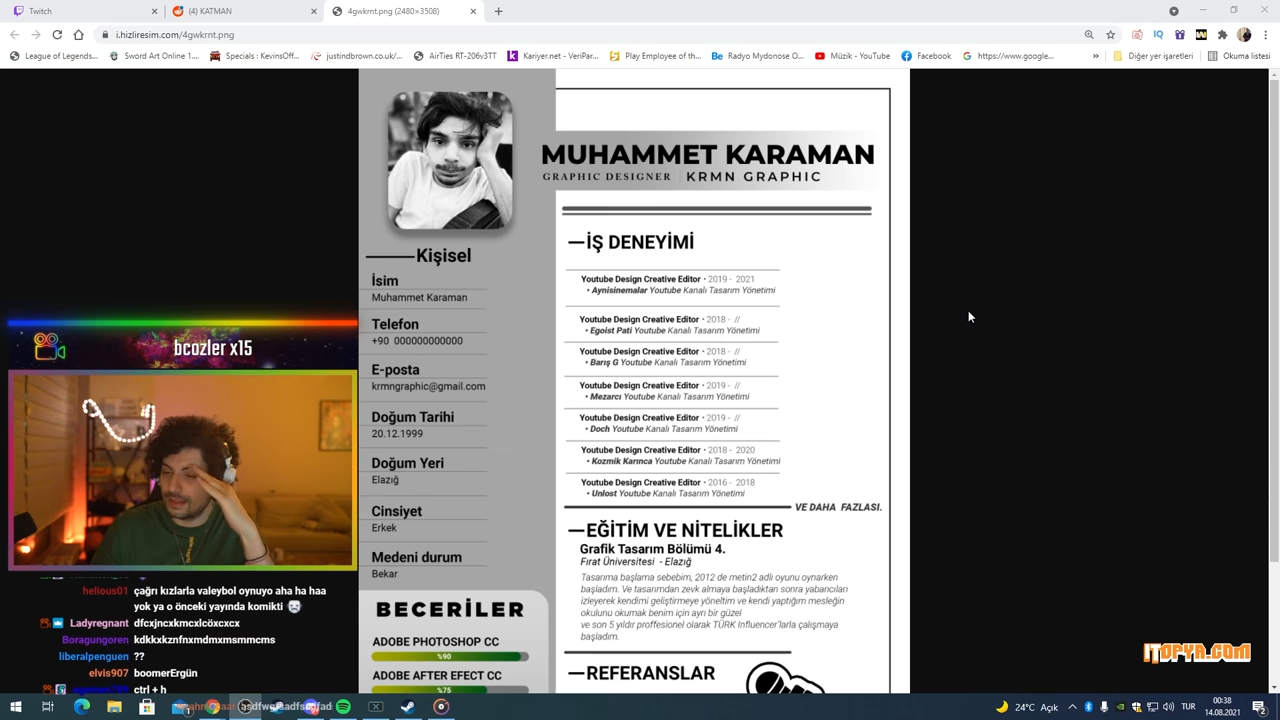 Twitch
(4) KATMAN
4gwkrnt.png (2480×3508)
i.hizliresim.com/4gwkrnt.png
League of Legends...
Sword Art Online 1....
Specials : KevinsOff...
justindbrown.co.uk/...
AirTies RT-206v3TT
Kariyer.net - VeriPar...
Play Employee of th...
Radyo Mydonose O...
Müzik - YouTube
Facebook
https://www.google...
»
Diğer yer işaretleri
Okuma listesi
MUHAMMET KARAMAN
GRAPHIC DESIGNER | KRMN GRAPHIC
Kişisel
İsim
Muhammet Karaman
Telefon
+90 000000000000
E-posta
krmngraphic@gmail.com
Doğum Tarihi
20.12.1999
Doğum Yeri
Elazığ
Cinsiyet
Erkek
Medeni durum
Bekar
BECERİLER
ADOBE PHOTOSHOP CC
%90
ADOBE AFTER EFECT CC
%75
İŞ DENEYİMİ
Youtube Design Creative Editor • 2019 - 2021
• Aynisinemalar Youtube Kanalı Tasarım Yönetimi
Youtube Design Creative Editor • 2018 - //
• Egoist Pati Youtube Kanalı Tasarım Yönetimi
Youtube Design Creative Editor • 2018 - //
• Barış G Youtube Kanalı Tasarım Yönetimi
Youtube Design Creative Editor • 2019 - //
• Mezarcı Youtube Kanalı Tasarım Yönetimi
Youtube Design Creative Editor • 2019 - //
• Doch Youtube Kanalı Tasarım Yönetimi
Youtube Design Creative Editor • 2018 - 2020
• Kozmik Karınca Youtube Kanalı Tasarım Yönetimi
Youtube Design Creative Editor • 2016 - 2018
• Unlost Youtube Kanalı Tasarım Yönetimi
VE DAHA FAZLASI.
EĞİTİM VE NİTELİKLER
Grafik Tasarım Bölümü 4.
Fırat Üniversitesi - Elazığ
Tasarıma başlama sebebim, 2012 de metin2 adlı oyunu oynarken
başladım. Ve tasarımdan zevk almaya başladıktan sonra yabancıları
izleyerek kendimi geliştirmeye yöneltim ve kendi yaptığım mesleğin
okulunu okumak benim için ayrı bir güzel
ve son 5 yıldır proffesionel olarak TÜRK Influencer'larla çalışmaya
başladım.
REFERANSLAR
bcozler x15
helious01 çağrı kızlarla valeybol oynuyo aha ha haa
yok ya o önceki yayında komikti
Ladyregnant dfcxjncxkmcxlcöxcxcx
Boragungoren kdkkxkznfnxmdmxmsmmcms
liberalpenguen ??
elvis907 boomerErgün
ctrl + h
ITOPYA.COM
24°C Açık
TUR
00:38
14.08.2021